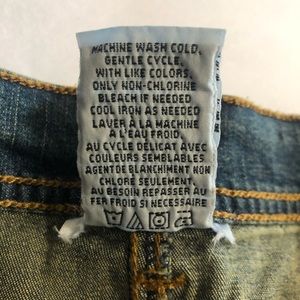 MACHINE WASH COLD,
GENTLE CYCLE,
WITH LIKE COLORS.
ONLY NON-CHLORINE
BLEACH IF NEEDED
COOL IRON AS NEEDED
LAVER À LA MACHINE
À L'EAU FROID.
AU CYCLE DÉLICAT AVEC
COULEURS SEMBLABLES
AGENT DE BLANCHIMENT NON
CHLORÉ SEULEMENT.
AU BESOIN REPASSER AU
FER FROID SI NECESSAIRE